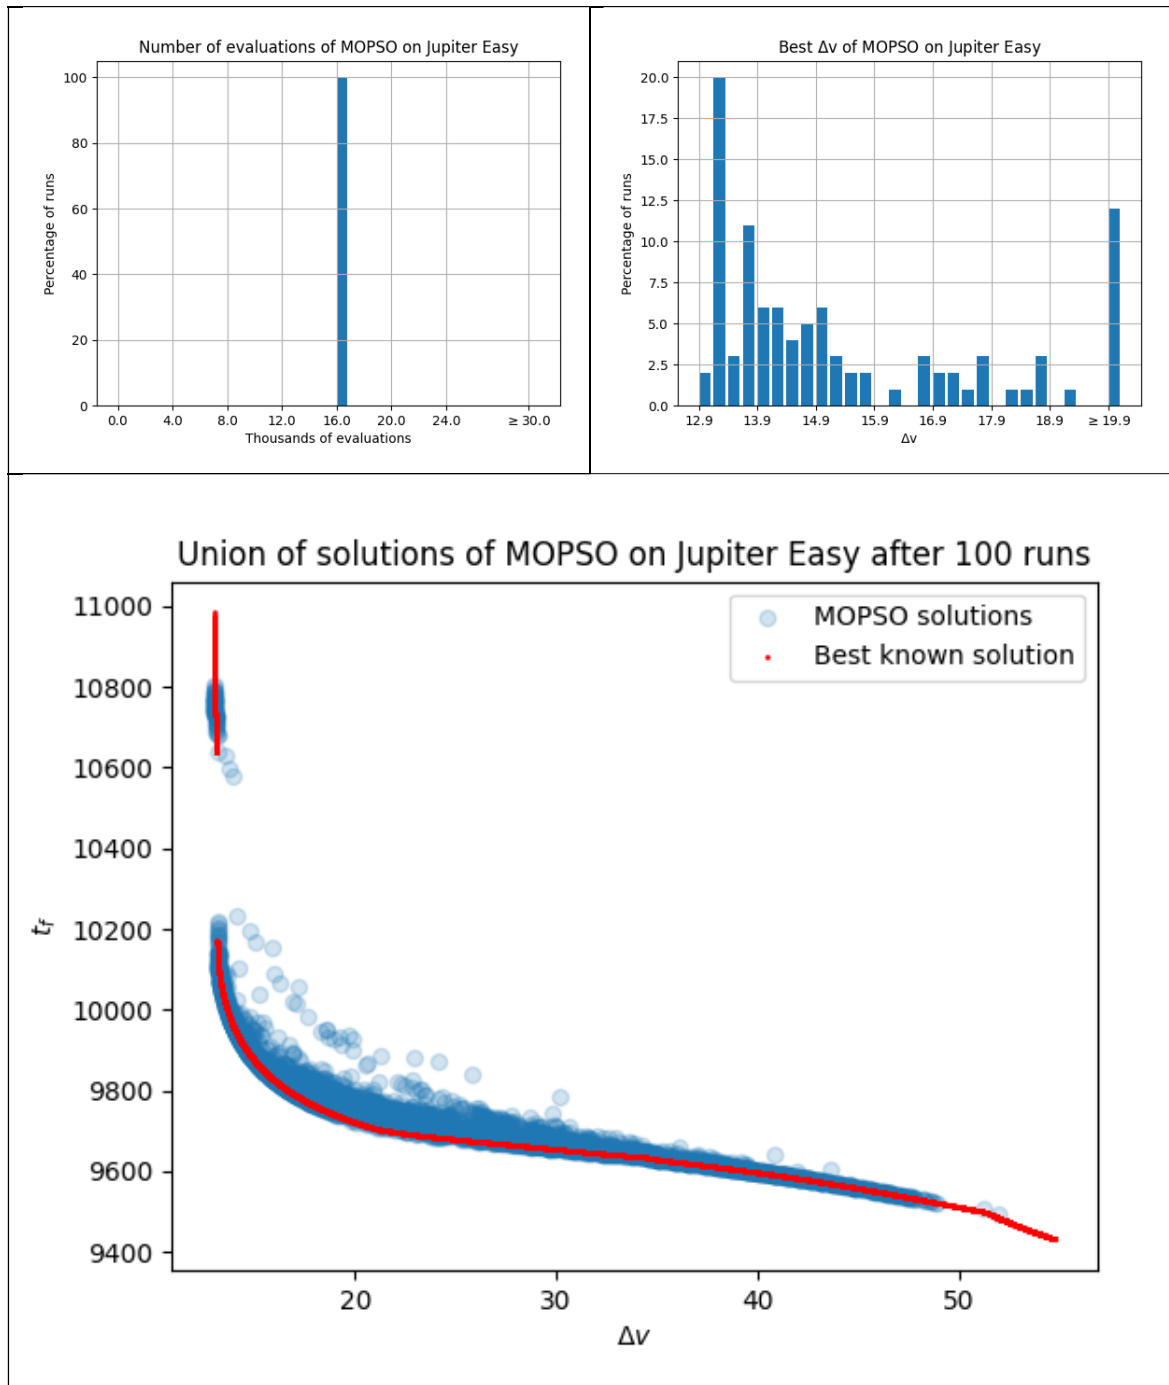 Number of evaluations of MOPSO on Jupiter Easy
Percentage of runs
100
80
60
40
20
0
0.0 4.0 8.0 12.0 16.0 20.0 24.0 ≥ 30.0
Thousands of evaluations
Best Δv of MOPSO on Jupiter Easy
Percentage of runs
20.0
17.5
15.0
12.5
10.0
7.5
5.0
2.5
0.0
12.9 13.9 14.9 15.9 16.9 17.9 18.9 ≥ 19.9
Δv
Union of solutions of MOPSO on Jupiter Easy after 100 runs
MOPSO solutions
Best known solution
t_f
11000
10800
10600
10400
10200
10000
9800
9600
9400
20 30 40 50
Δv